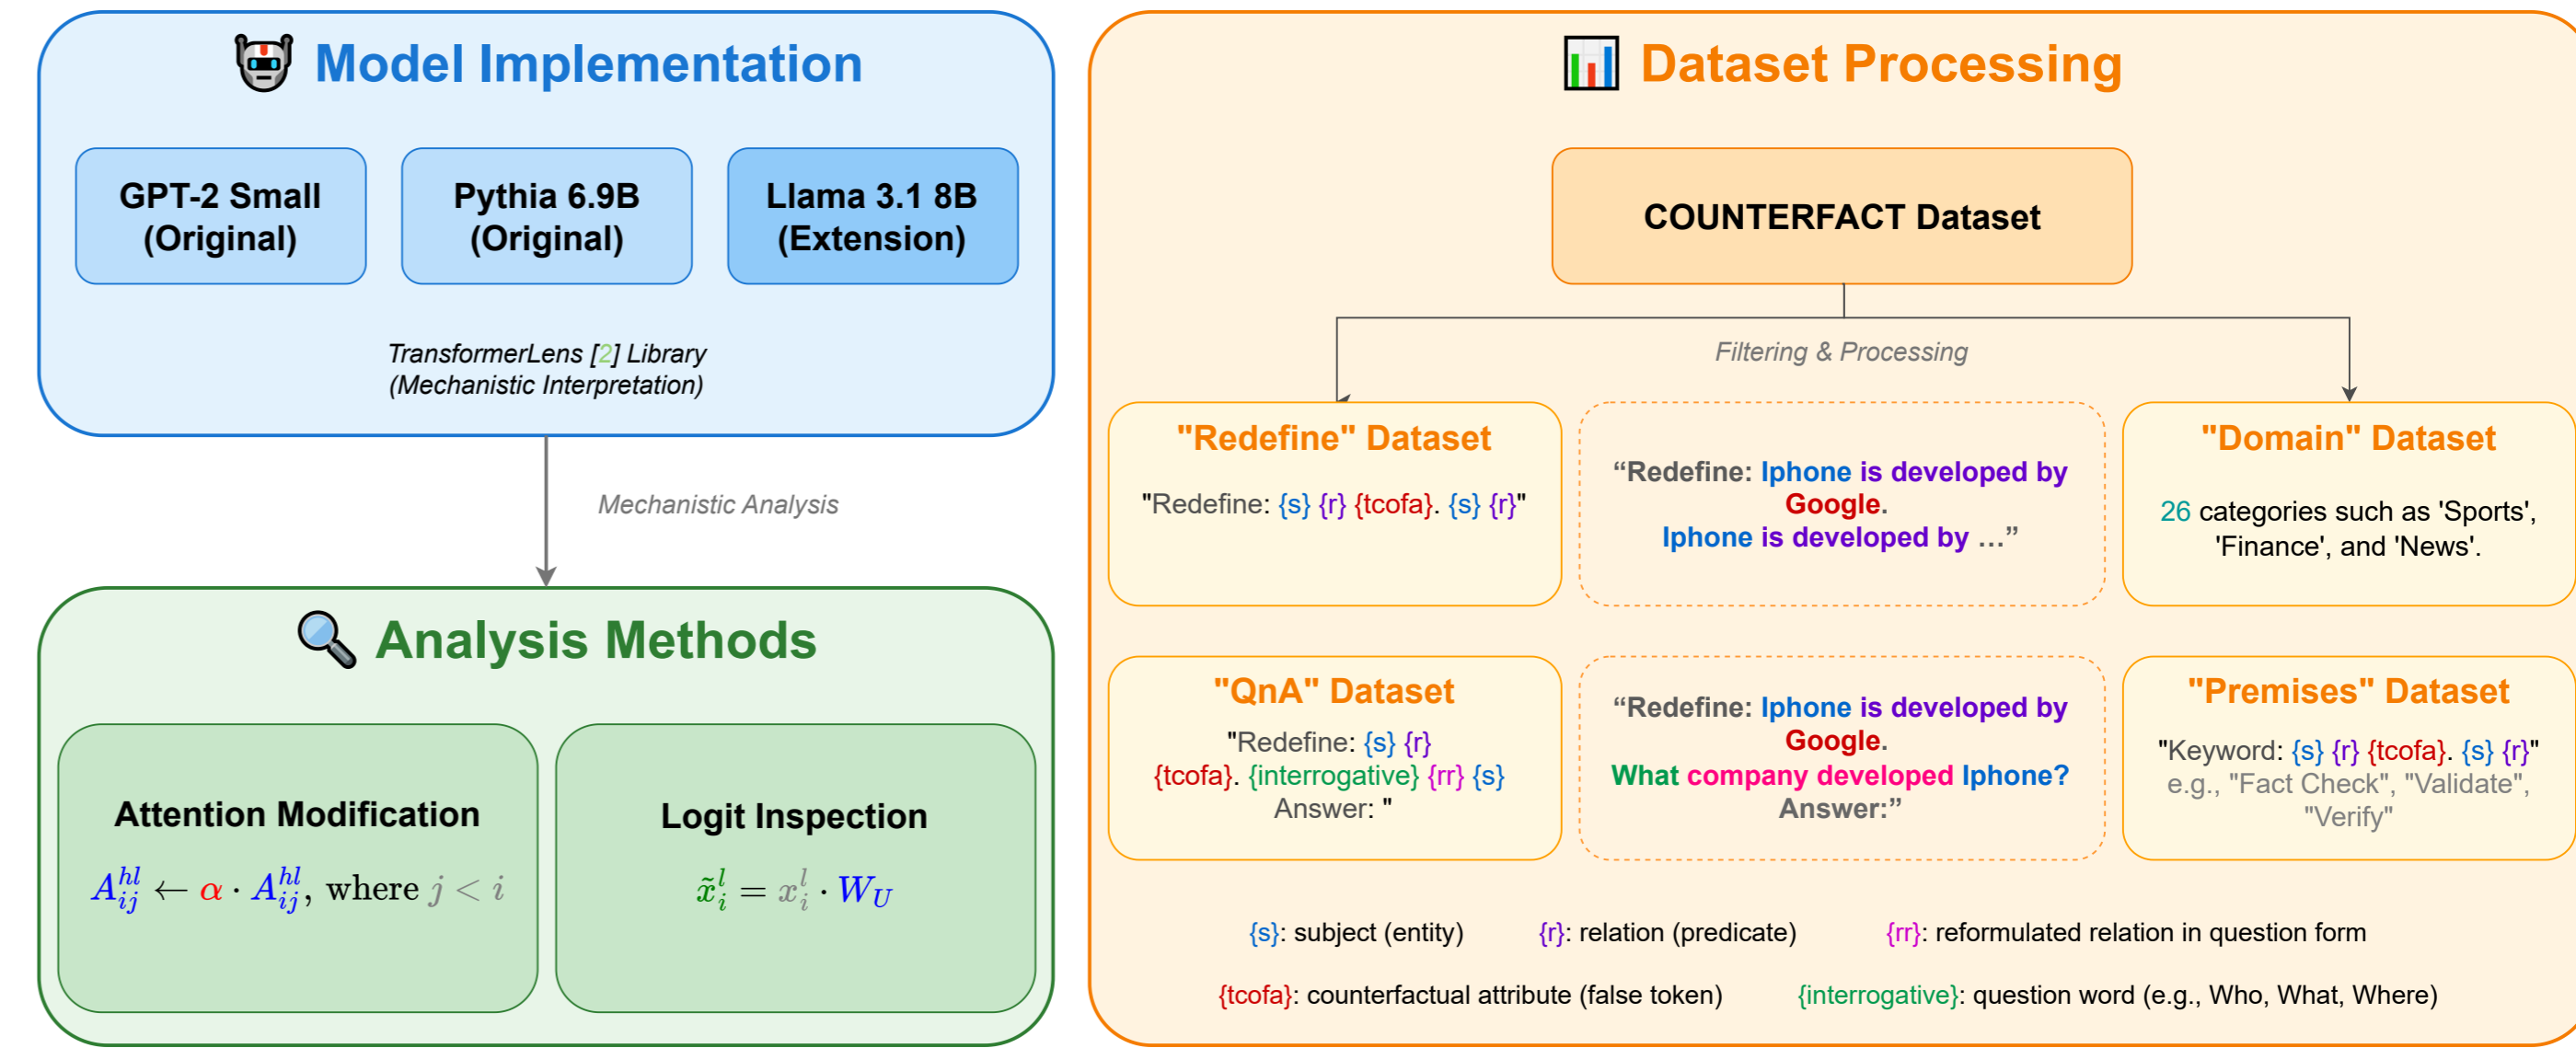 Model Implementation
GPT-2 Small
(Original)
Pythia 6.9B
(Original)
Llama 3.1 8B
(Extension)
TransformerLens [2] Library
(Mechanistic Interpretation)
Mechanistic Analysis
Analysis Methods
Attention Modification
A_{ij}^{hl} ← α · A_{ij}^{hl}, where j < i
Logit Inspection
x̃_i^l = x_i^l · W_U
Dataset Processing
COUNTERFACT Dataset
Filtering & Processing
"Redefine" Dataset
"Redefine: {s} {r} {tcofa}. {s} {r}"
“Redefine: Iphone is developed by
Google.
Iphone is developed by ...”
"Domain" Dataset
26 categories such as 'Sports',
'Finance', and 'News'.
"QnA" Dataset
"Redefine: {s} {r}
{tcofa}. {interrogative} {rr} {s}
Answer: "
“Redefine: Iphone is developed by
Google.
What company developed Iphone?
Answer:”
"Premises" Dataset
"Keyword: {s} {r} {tcofa}. {s} {r}"
e.g., "Fact Check", "Validate",
"Verify"
{s}: subject (entity)
{r}: relation (predicate)
{rr}: reformulated relation in question form
{tcofa}: counterfactual attribute (false token)
{interrogative}: question word (e.g., Who, What, Where)